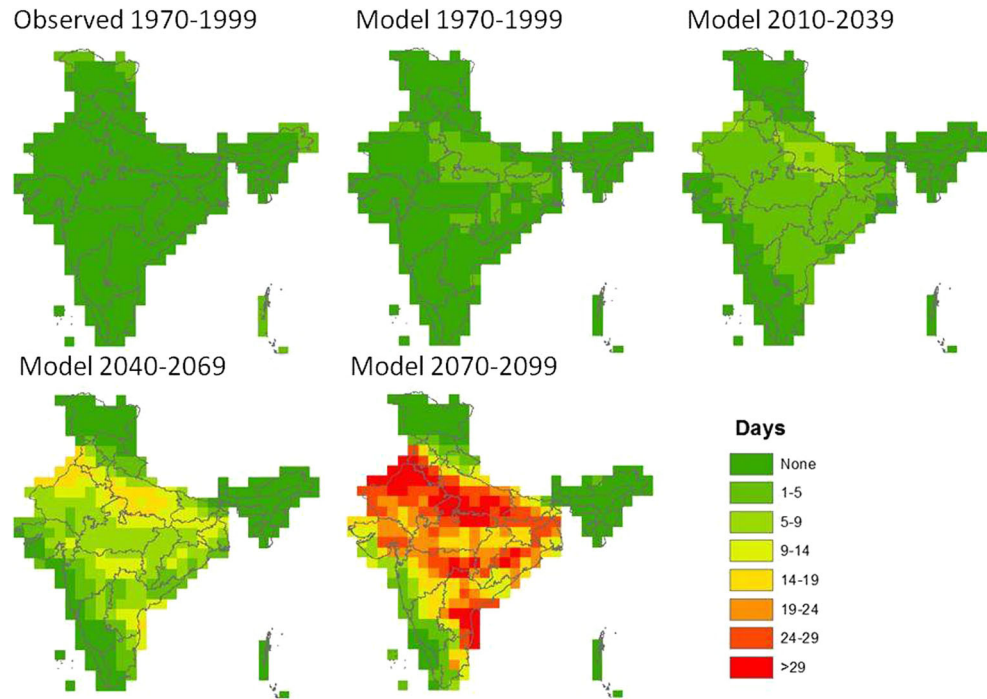 Observed 1970-1999
Model 1970-1999
Model 2010-2039
Model 2040-2069
Model 2070-2099
Days
None
1-5
5-9
9-14
14-19
19-24
24-29
>29